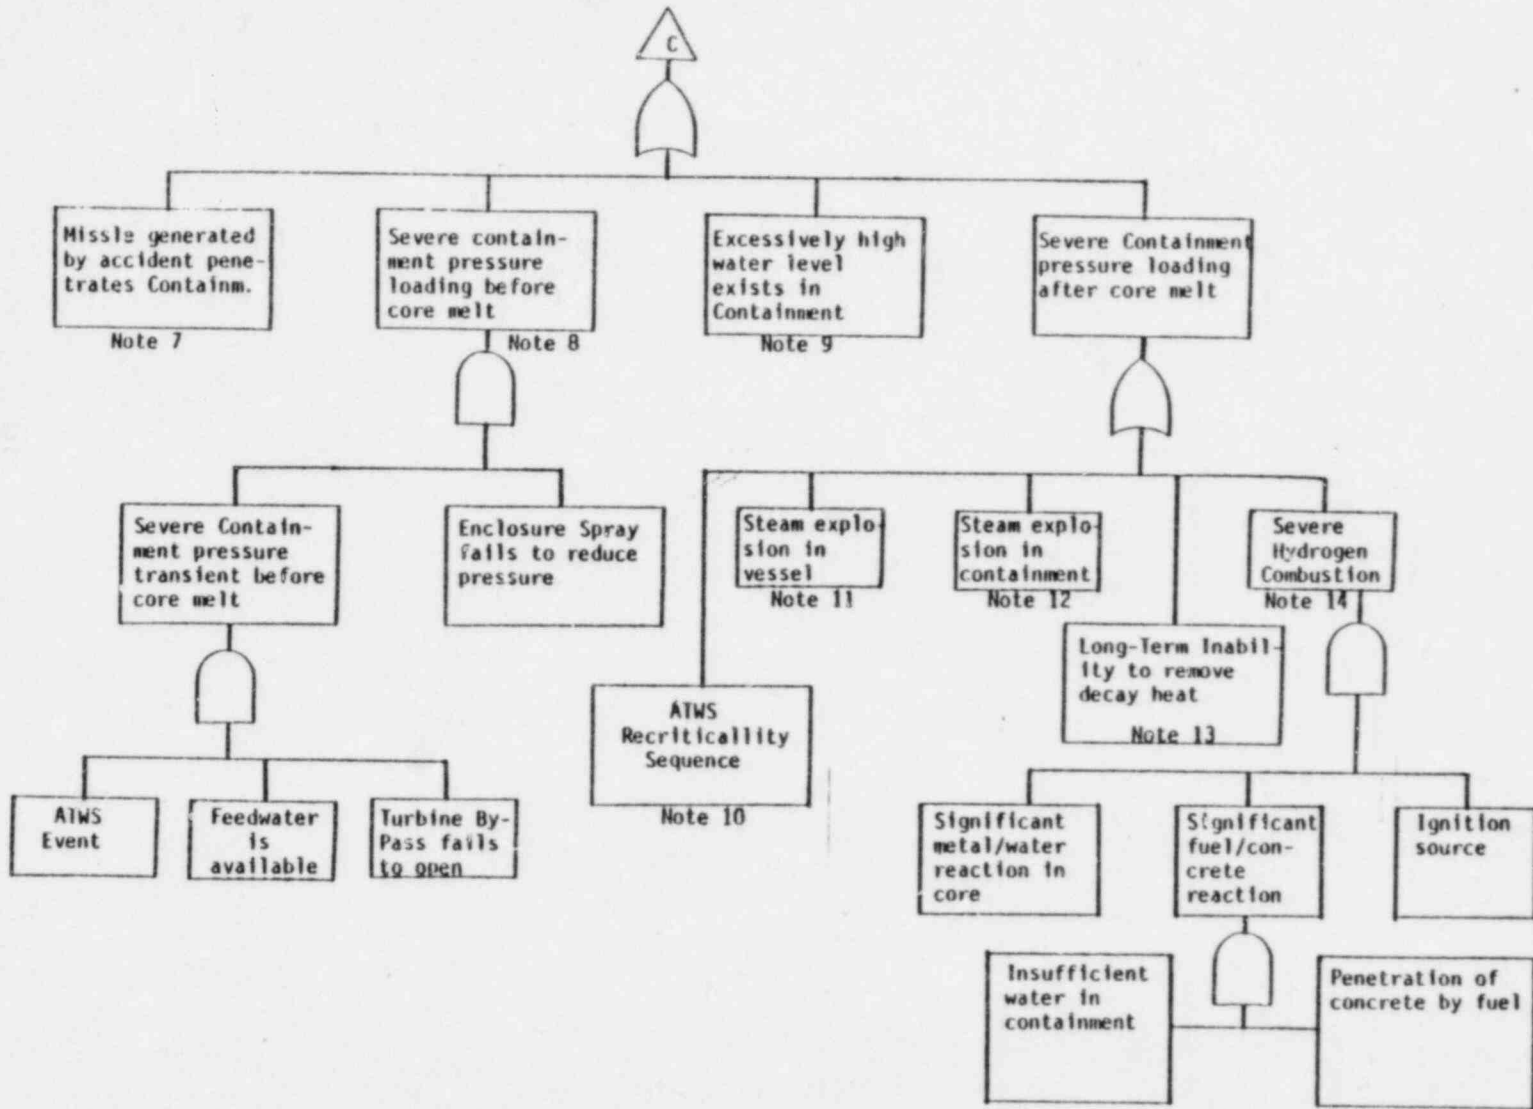 C
Missle generated
by accident pene-
trates Containm.
Note 7
Severe contain-
ment pressure
loading before
core melt
Note 8
Excessively high
water level
exists in
Containment
Note 9
Severe Containment
pressure loading
after core melt
Severe Contain-
ment pressure
transient before
core melt
Enclosure Spray
fails to reduce
pressure
Steam explo-
sion in
vessel
Note 11
Steam explo-
sion in
containment
Note 12
Severe
Hydrogen
Combustion
Note 14
Long-Term Inabil-
ity to remove
decay heat
Note 13
ATWS
Recriticallity
Sequence
Note 10
ATWS
Event
Feedwater
is
available
Turbine By-
Pass fails
to open
Significant
metal/water
reaction in
core
Significant
fuel/con-
crete
reaction
Ignition
source
Insufficient
water in
containment
Penetration of
concrete by fuel